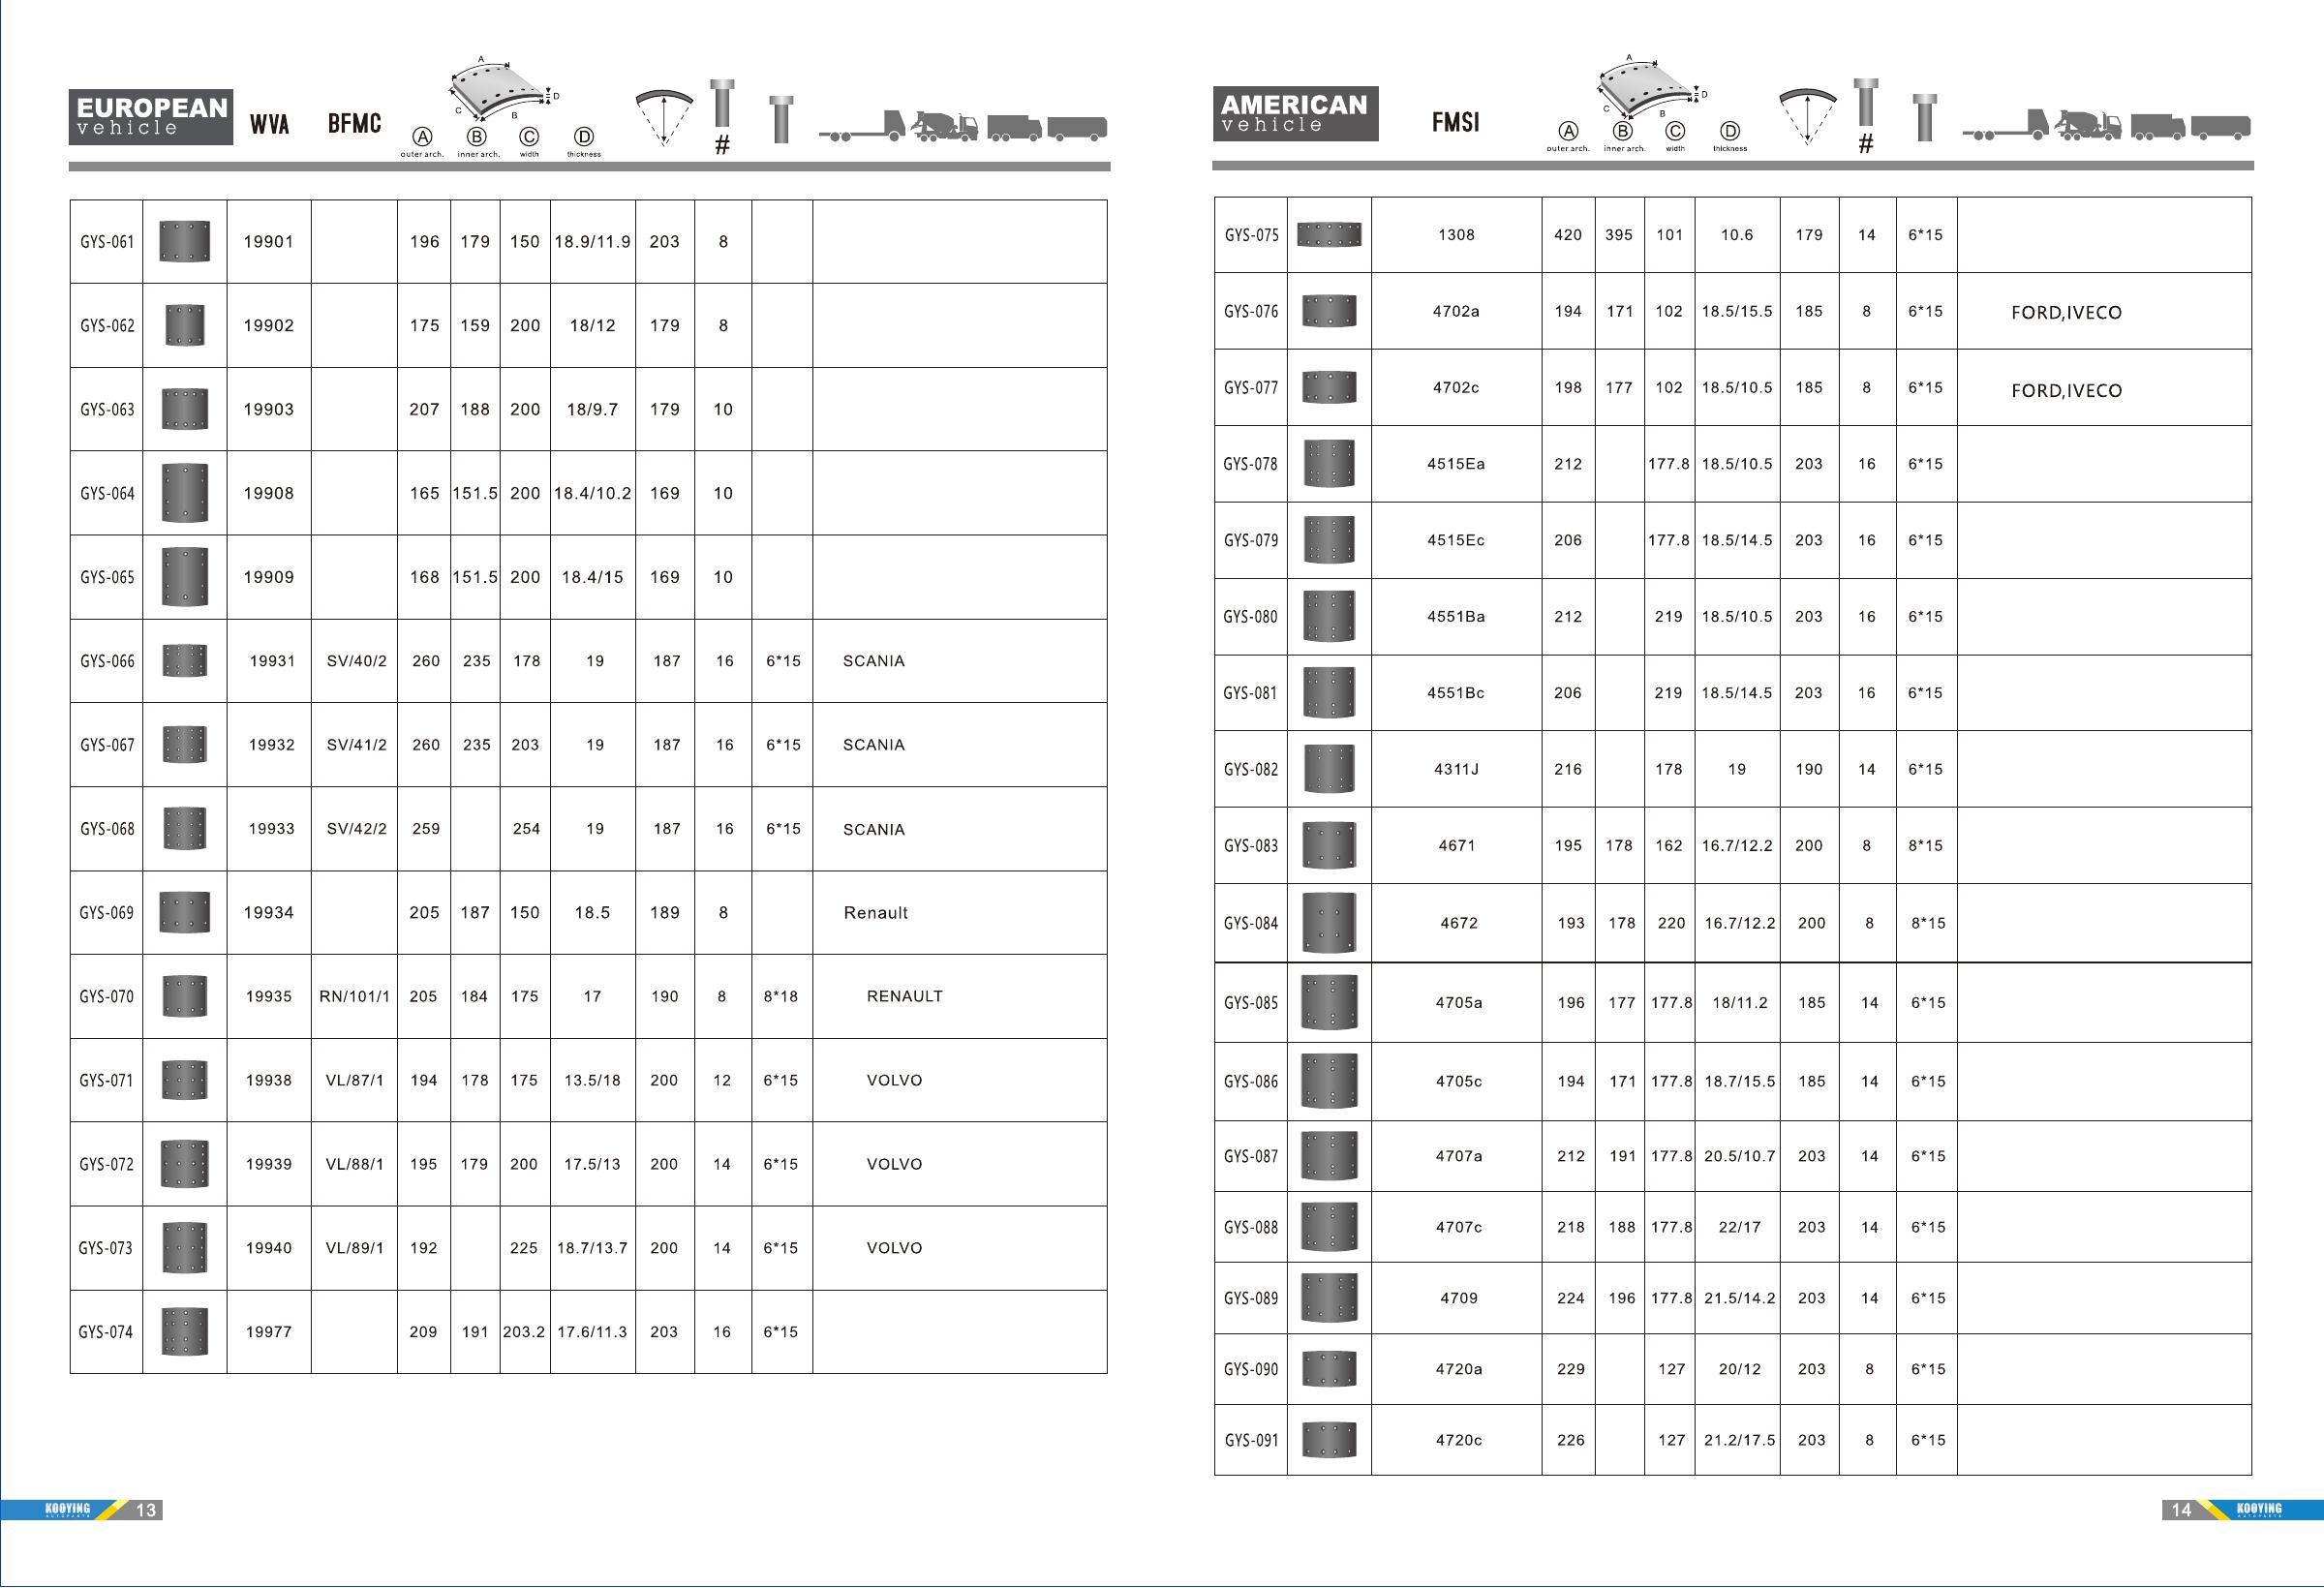 EUROPEAN
vehicle
WVA BFMC
A
C B D
A B C D
outer arch. inner arch. width thickness
#
GYS-061 19901 196 179 150 18.9/11.9 203 8
GYS-062 19902 175 159 200 18/12 179 8
GYS-063 19903 207 188 200 18/9.7 179 10
GYS-064 19908 165 151.5 200 18.4/10.2 169 10
GYS-065 19909 168 151.5 200 18.4/15 169 10
GYS-066 19931 SV/40/2 260 235 178 19 187 16 6*15 SCANIA
GYS-067 19932 SV/41/2 260 235 203 19 187 16 6*15 SCANIA
GYS-068 19933 SV/42/2 259 254 19 187 16 6*15 SCANIA
GYS-069 19934 205 187 150 18.5 189 8 Renault
GYS-070 19935 RN/101/1 205 184 175 17 190 8 8*18 RENAULT
GYS-071 19938 VL/87/1 194 178 175 13.5/18 200 12 6*15 VOLVO
GYS-072 19939 VL/88/1 195 179 200 17.5/13 200 14 6*15 VOLVO
GYS-073 19940 VL/89/1 192 225 18.7/13.7 200 14 6*15 VOLVO
GYS-074 19977 209 191 203.2 17.6/11.3 203 16 6*15
KOOYING
AUTOPARTS
13
AMERICAN
vehicle
FMSI
A
C B D
A B C D
outer arch. inner arch. width thickness
#
GYS-075 1308 420 395 101 10.6 179 14 6*15
GYS-076 4702a 194 171 102 18.5/15.5 185 8 6*15 FORD,IVECO
GYS-077 4702c 198 177 102 18.5/10.5 185 8 6*15 FORD,IVECO
GYS-078 4515Ea 212 177.8 18.5/10.5 203 16 6*15
GYS-079 4515Ec 206 177.8 18.5/14.5 203 16 6*15
GYS-080 4551Ba 212 219 18.5/10.5 203 16 6*15
GYS-081 4551Bc 206 219 18.5/14.5 203 16 6*15
GYS-082 4311J 216 178 19 190 14 6*15
GYS-083 4671 195 178 162 16.7/12.2 200 8 8*15
GYS-084 4672 193 178 220 16.7/12.2 200 8 8*15
GYS-085 4705a 196 177 177.8 18/11.2 185 14 6*15
GYS-086 4705c 194 171 177.8 18.7/15.5 185 14 6*15
GYS-087 4707a 212 191 177.8 20.5/10.7 203 14 6*15
GYS-088 4707c 218 188 177.8 22/17 203 14 6*15
GYS-089 4709 224 196 177.8 21.5/14.2 203 14 6*15
GYS-090 4720a 229 127 20/12 203 8 6*15
GYS-091 4720c 226 127 21.2/17.5 203 8 6*15
14
KOOYING
AUTOPARTS